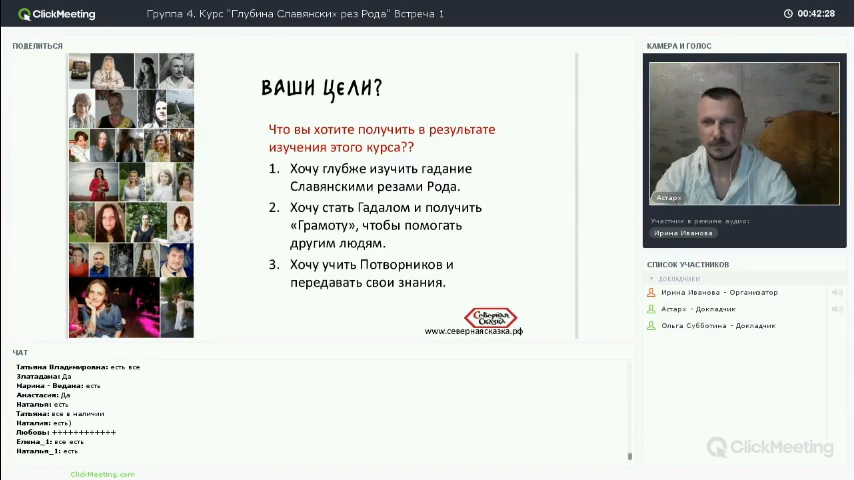 ClickMeeting
Группа 4. Курс "Глубина Славянских рез Рода" Встреча 1
00:42:28
ПОДЕЛИТЬСЯ
ВАШИ ЦЕЛИ?
Что вы хотите получить в результате
изучения этого курса??
1. Хочу глубже изучить гадание
Славянскими резами Рода.
2. Хочу стать Гадалом и получить
«Грамоту», чтобы помогать
другим людям.
3. Хочу учить Потворников и
передавать свои знания.
Северная
Сказка
www.севернаясказка.рф
ЧАТ
Татьяна Владимировна: есть все
Златадана: Да
Марина - Ведана: есть
Анастасия: Да
Наталья: есть
Татьяна: все в наличии
Наталия: есть)
Любовь: ++++++++++++
Елена_1: все есть
Наталья_1: есть
ClickMeeting.com
КАМЕРА И ГОЛОС
Астарх
Участник в режиме аудио:
Ирина Иванова
СПИСОК УЧАСТНИКОВ
ДОКЛАДЧИКИ
Ирина Иванова - Организатор
Астарх - Докладчик
Ольга Субботина - Докладчик
ClickMeeting